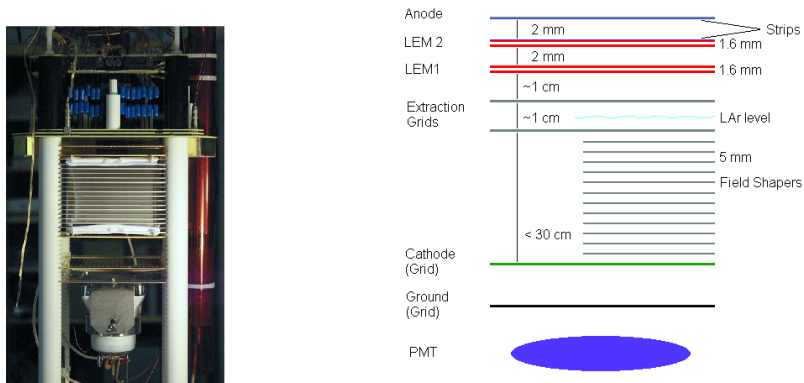 Anode
2 mm
Strips
LEM 2
1.6 mm
2 mm
LEM1
1.6 mm
~1 cm
Extraction
Grids
~1 cm
LAr level
5 mm
Field Shapers
< 30 cm
Cathode
(Grid)
Ground
(Grid)
PMT